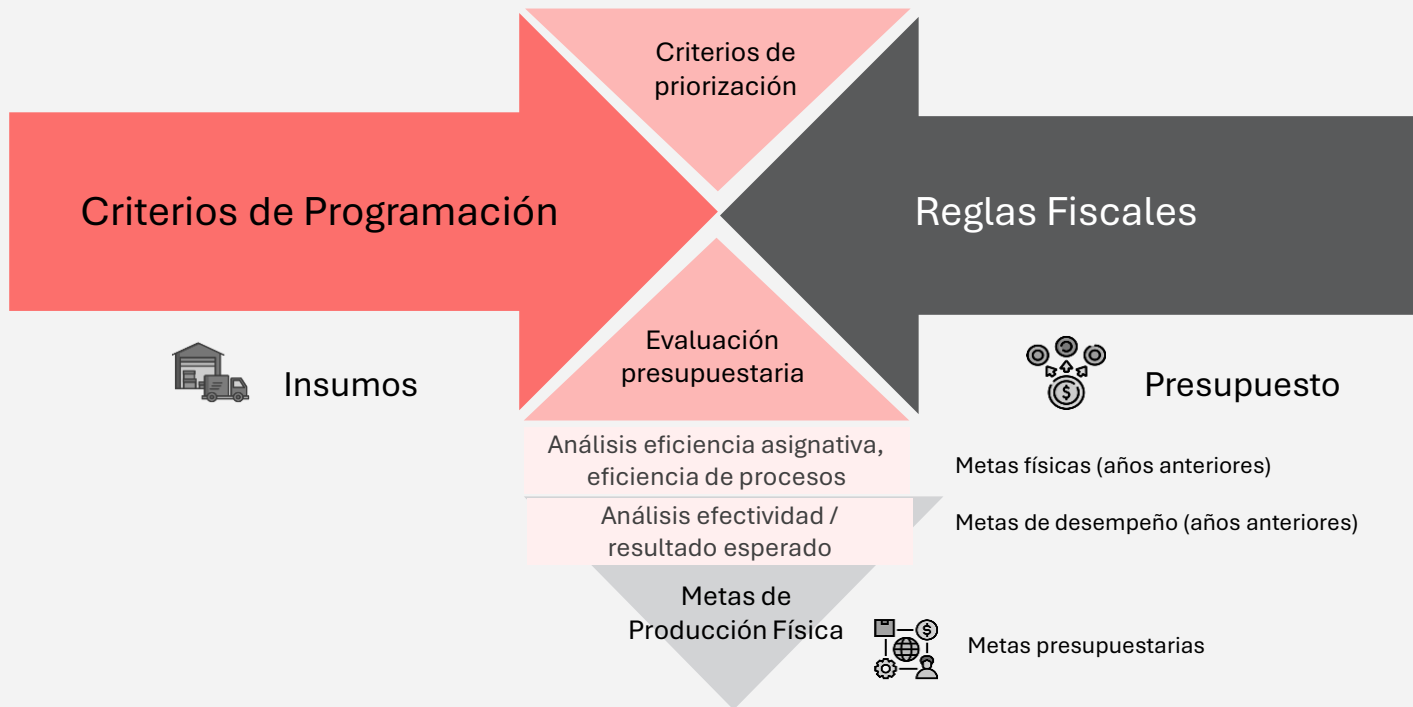 Criterios de
priorización
Criterios de Programación
Reglas Fiscales
Evaluación
presupuestaria
Insumos
$
Presupuesto
Análisis eficiencia asignativa,
eficiencia de procesos
Metas físicas (años anteriores)
Análisis efectividad /
resultado esperado
Metas de desempeño (años anteriores)
Metas de
Producción Física
$
Metas presupuestarias